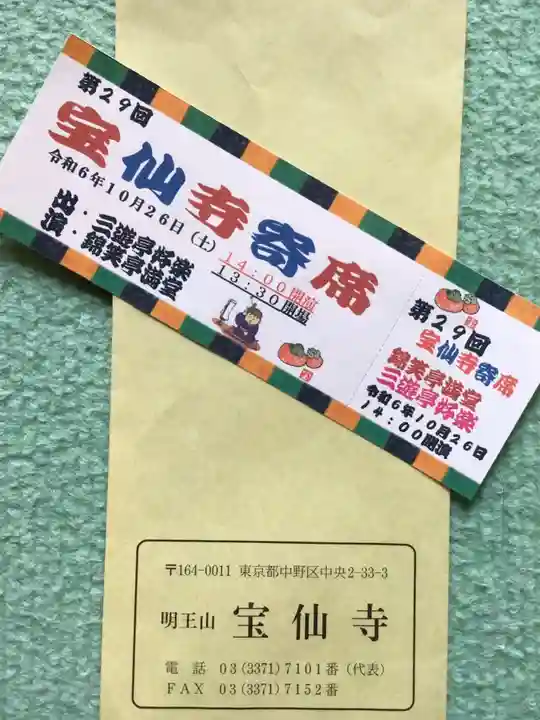 第29回
宝仙寺寄席
令和6年10月26日(土)
14:00開演
13:30開場
出演:三遊亭好楽
:錦笑亭満堂
第29回
宝仙寺寄席
錦笑亭満堂
三遊亭好楽
令和6年10月26日
14:00開演
〒164-0011 東京都中野区中央2-33-3
明王山 宝仙寺
電話 03(3371)7101番(代表)
FAX 03(3371)7152番